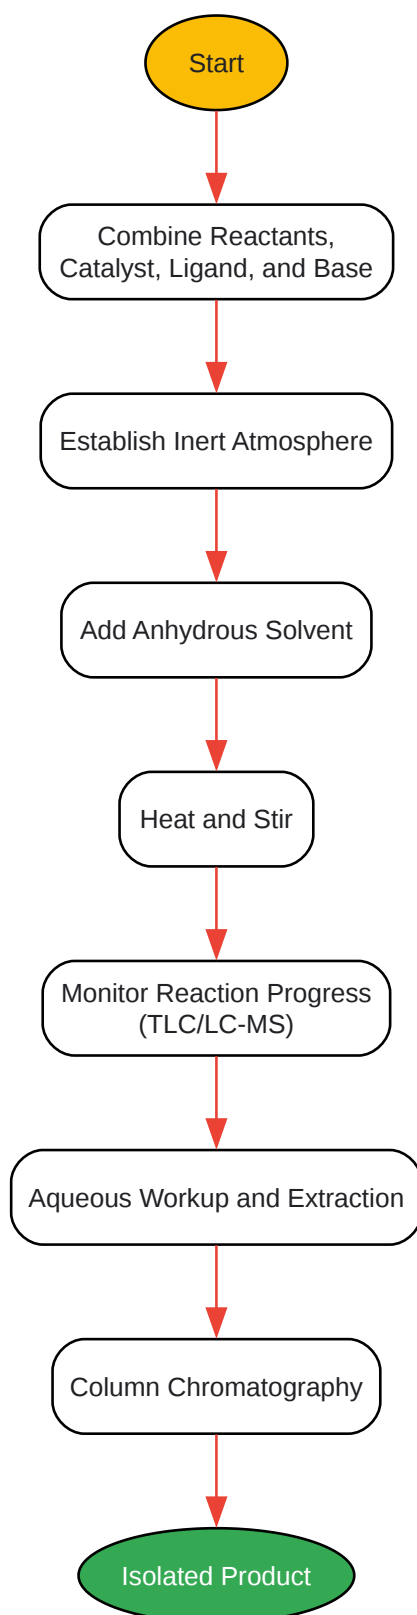 Start
Combine Reactants,
Catalyst, Ligand, and Base
Establish Inert Atmosphere
Add Anhydrous Solvent
Heat and Stir
Monitor Reaction Progress
(TLC/LC-MS)
Aqueous Workup and Extraction
Column Chromatography
Isolated Product